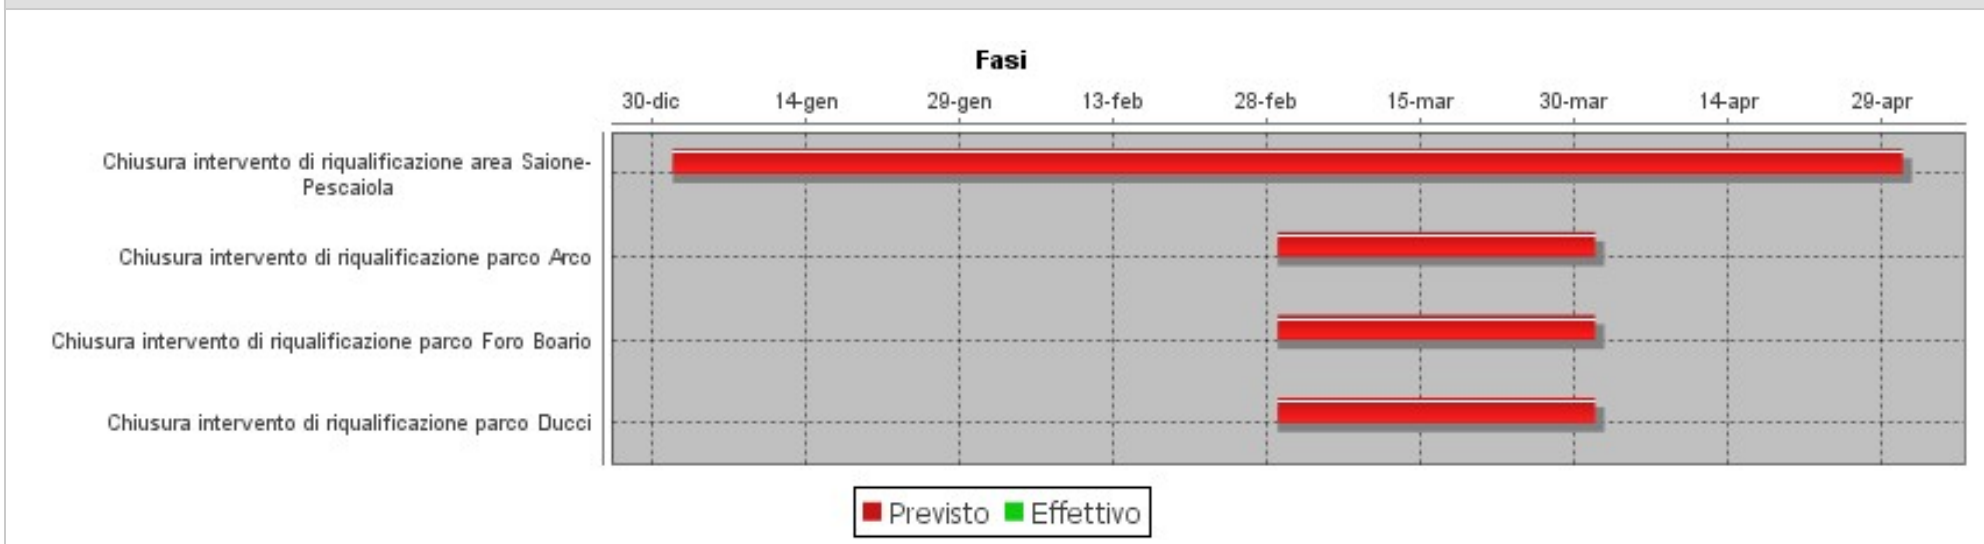 Fasi
30-dic 14-gen 29-gen 13-feb 28-feb 15-mar 30-mar 14-apr 29-apr
Chiusura intervento di riqualificazione area Saione-
Pescaiola
Chiusura intervento di riqualificazione parco Arco
Chiusura intervento di riqualificazione parco Foro Boario
Chiusura intervento di riqualificazione parco Ducci
Previsto Effettivo